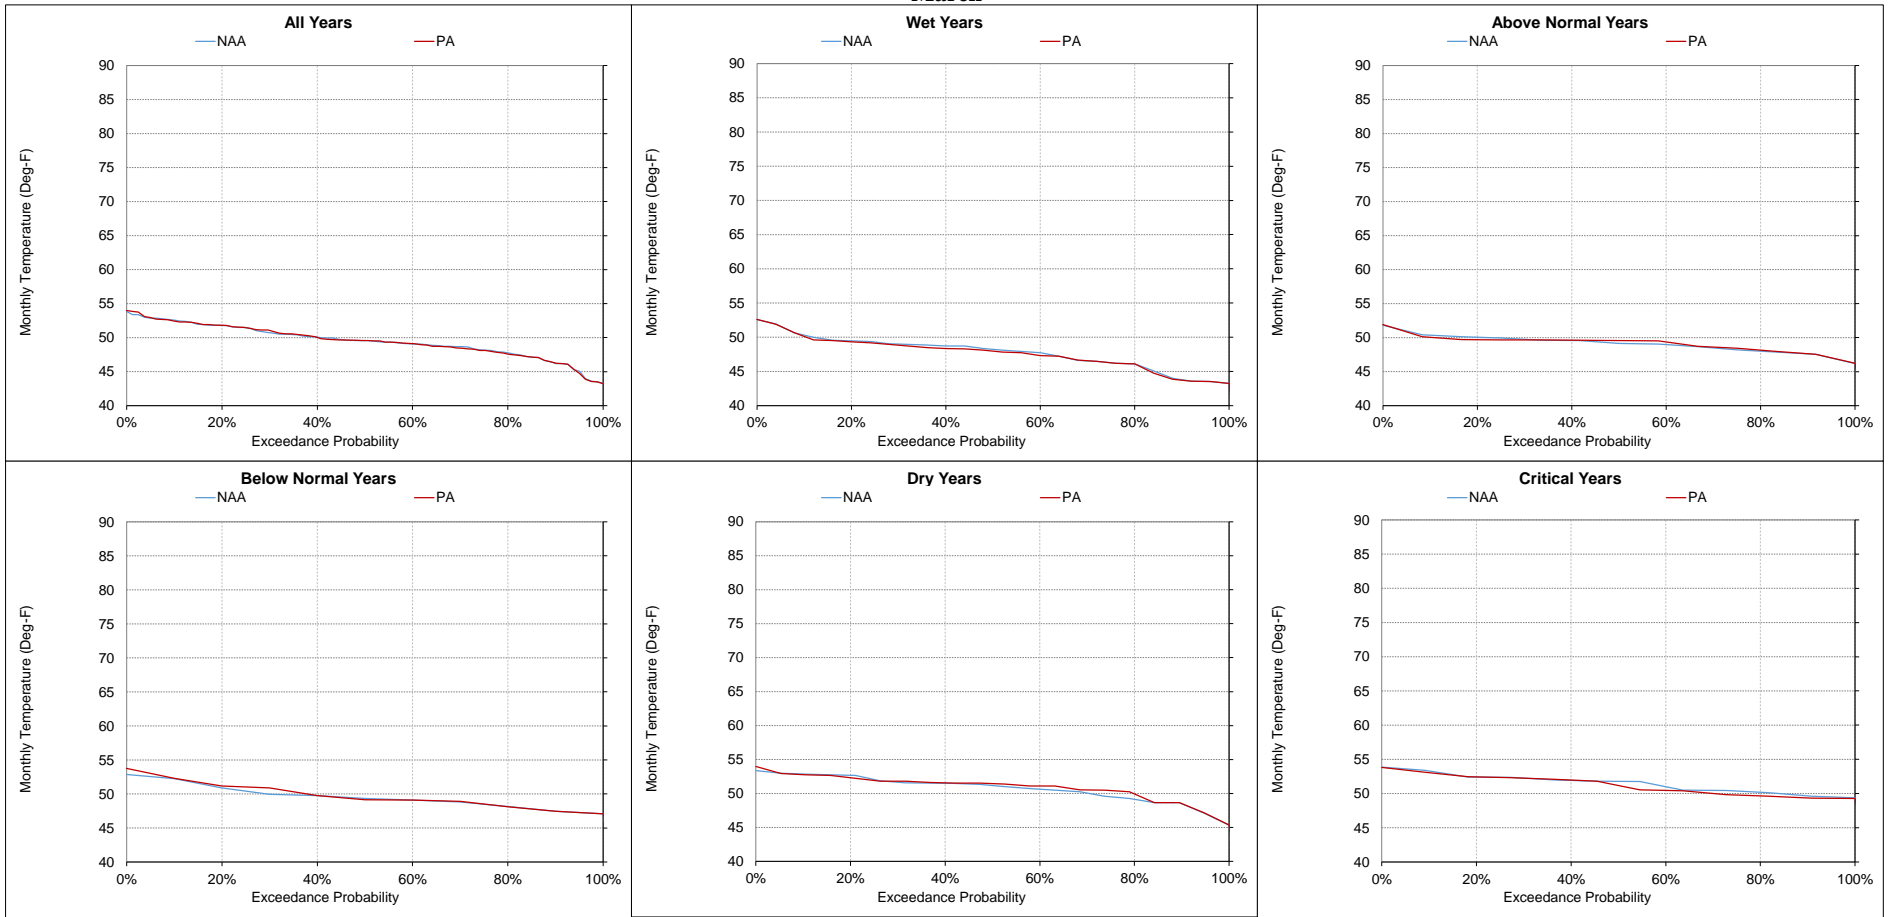 All Years
NAA PA
90
85
80
75
70
65
60
55
50
45
40
Monthly Temperature (Deg-F)
0% 20% 40% 60% 80% 100%
Exceedance Probability
Wet Years
NAA PA
90
85
80
75
70
65
60
55
50
45
40
Monthly Temperature (Deg-F)
0% 20% 40% 60% 80% 100%
Exceedance Probability
Above Normal Years
NAA PA
90
85
80
75
70
65
60
55
50
45
40
Monthly Temperature (Deg-F)
0% 20% 40% 60% 80% 100%
Exceedance Probability
Below Normal Years
NAA PA
90
85
80
75
70
65
60
55
50
45
40
Monthly Temperature (Deg-F)
0% 20% 40% 60% 80% 100%
Exceedance Probability
Dry Years
NAA PA
90
85
80
75
70
65
60
55
50
45
40
Monthly Temperature (Deg-F)
0% 20% 40% 60% 80% 100%
Exceedance Probability
Critical Years
NAA PA
90
85
80
75
70
65
60
55
50
45
40
Monthly Temperature (Deg-F)
0% 20% 40% 60% 80% 100%
Exceedance Probability